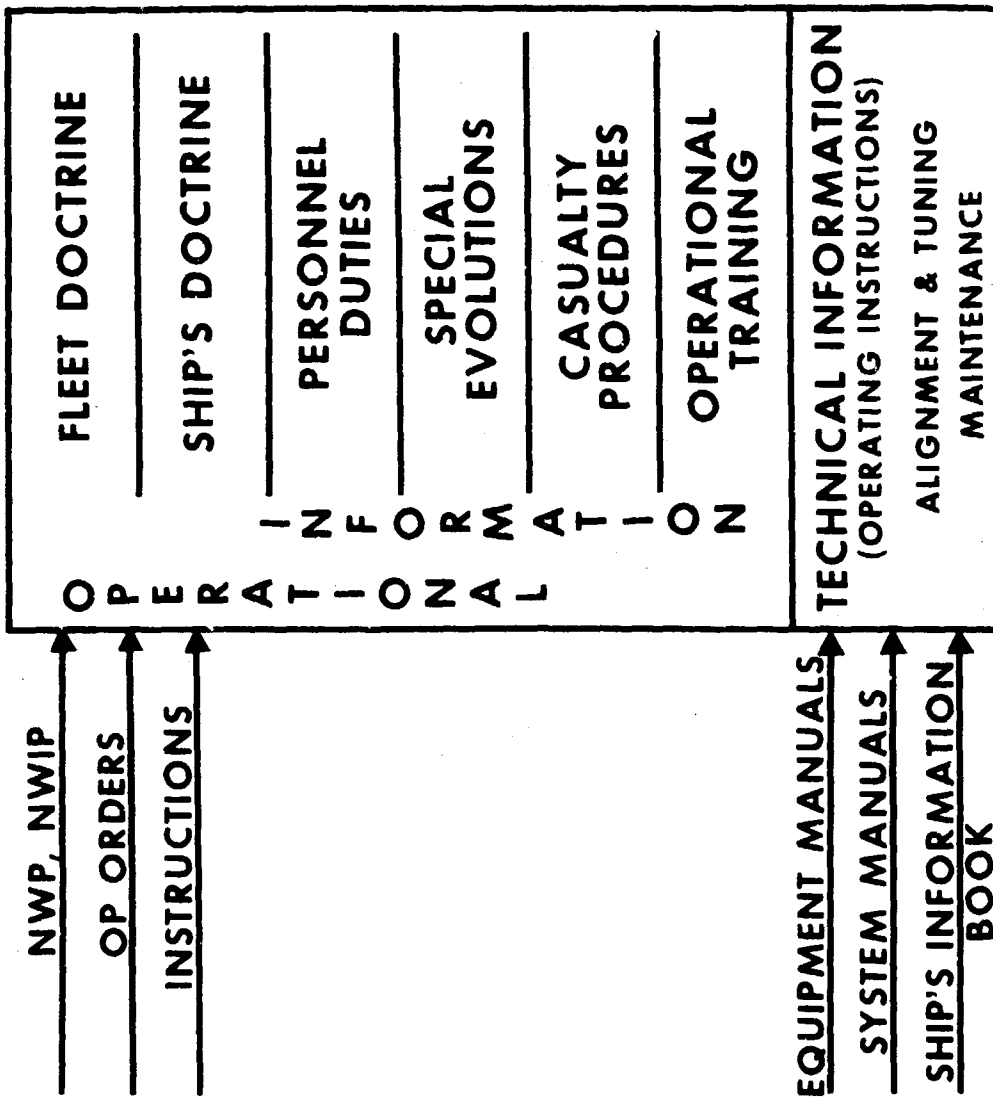 NWP, NWIP
OP ORDERS
INSTRUCTIONS
OPERATIONAL
INFORMATION
FLEET DOCTRINE
SHIP'S DOCTRINE
PERSONNEL
DUTIES
SPECIAL
EVOLUTIONS
CASUALTY
PROCEDURES
OPERATIONAL
TRAINING
EQUIPMENT MANUALS
SYSTEM MANUALS
SHIP'S INFORMATION
BOOK
TECHNICAL INFORMATION
(OPERATING INSTRUCTIONS)
ALIGNMENT & TUNING
MAINTENANCE